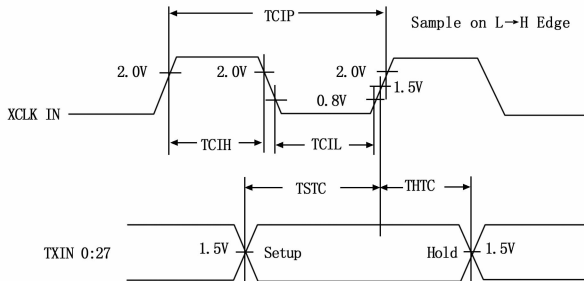 TCIP
Sample on L→H Edge
2.0V 2.0V 2.0V
1.5V
0.8V
XCLK IN
TCIH TCIL
TSTC THTC
TXIN 0:27 1.5V Setup Hold 1.5V